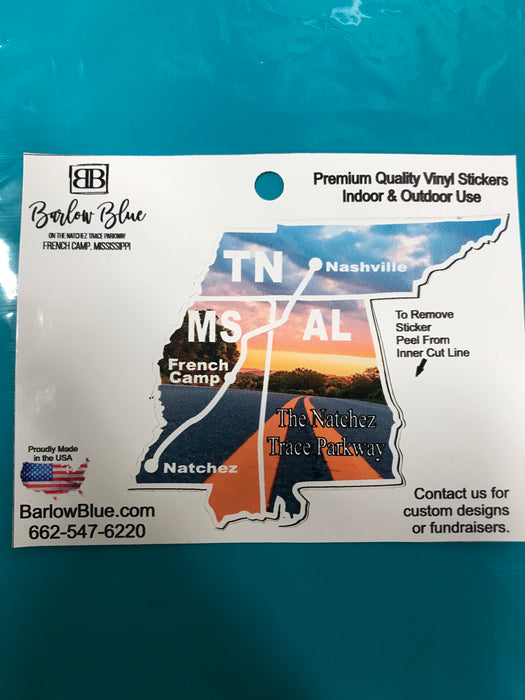 BB
Barlow Blue
ON THE NATCHEZ TRACE PARKWAY
FRENCH CAMP, MISSISSIPPI
Premium Quality Vinyl Stickers
Indoor & Outdoor Use
TN
Nashville
MS
AL
French
Camp
The Natchez
Trace Parkway
Natchez
To Remove
Sticker
Peel From
Inner Cut Line
Proudly Made
in the USA
BarlowBlue.com
662-547-6220
Contact us for
custom designs
or fundraisers.